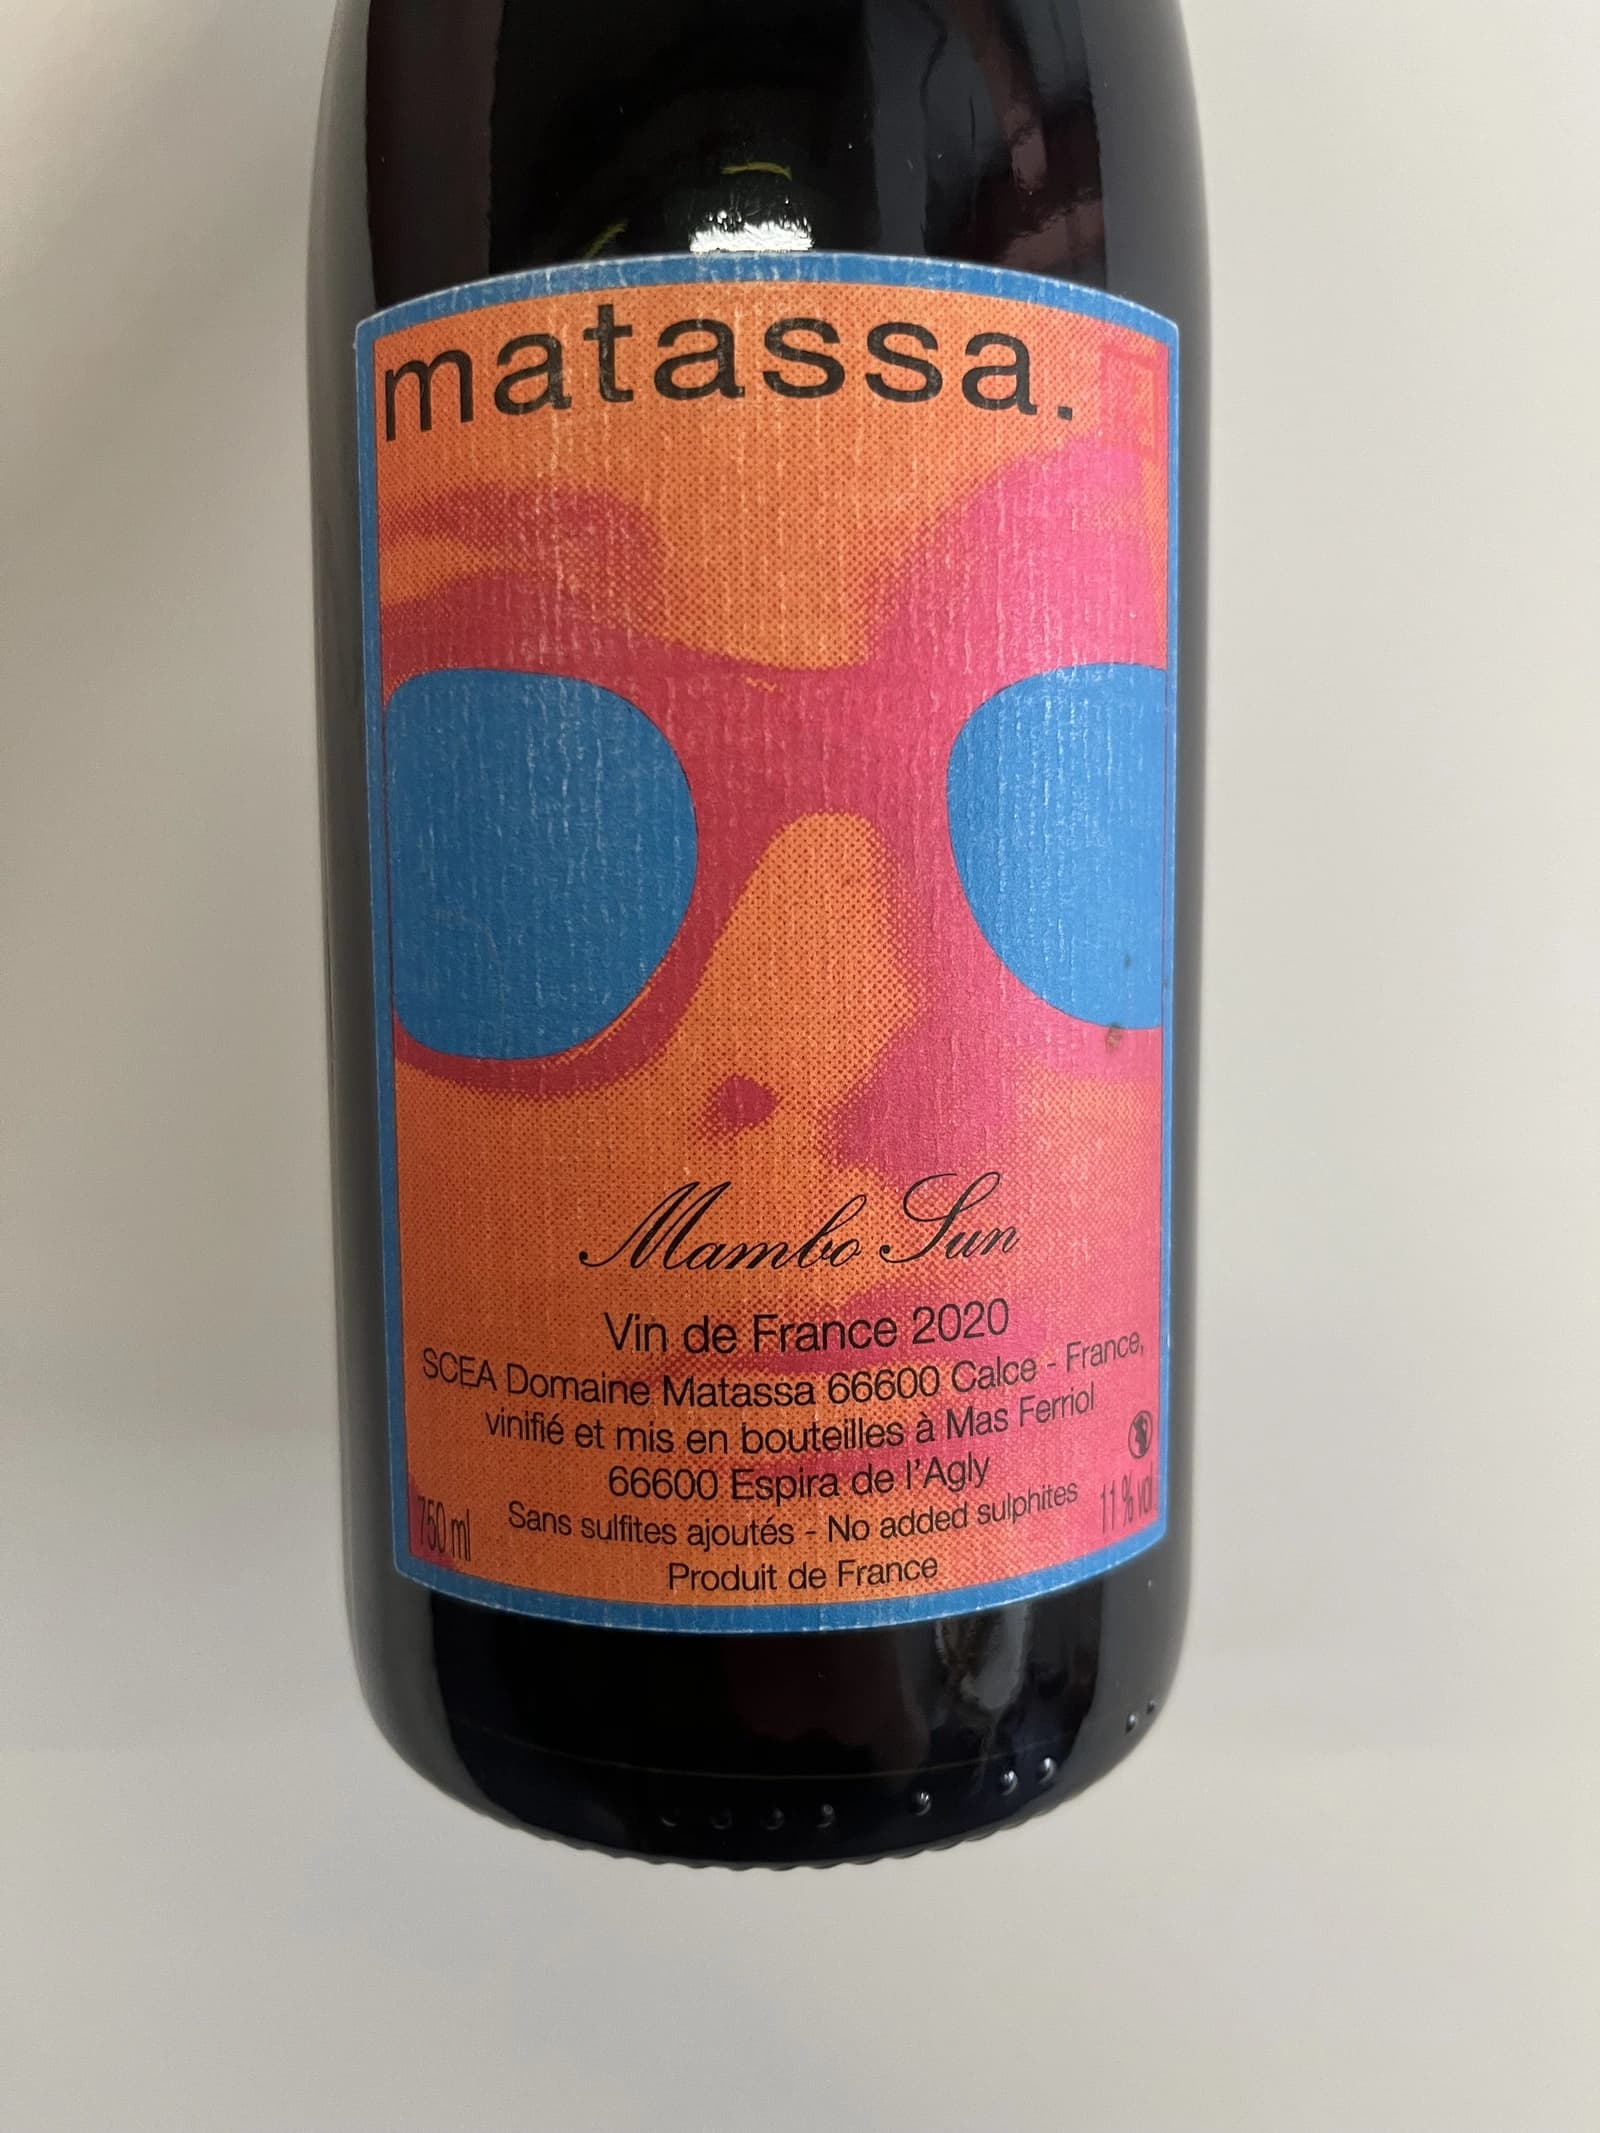 matassa.
Mambo Sun
Vin de France 2020
SCEA Domaine Matassa 66600 Calce - France,
vinifié et mis en bouteilles à Mas Ferriol
66600 Espira de l'Agly
750 ml
Sans sulfites ajoutés - No added sulphites
11 % vol
Produit de France